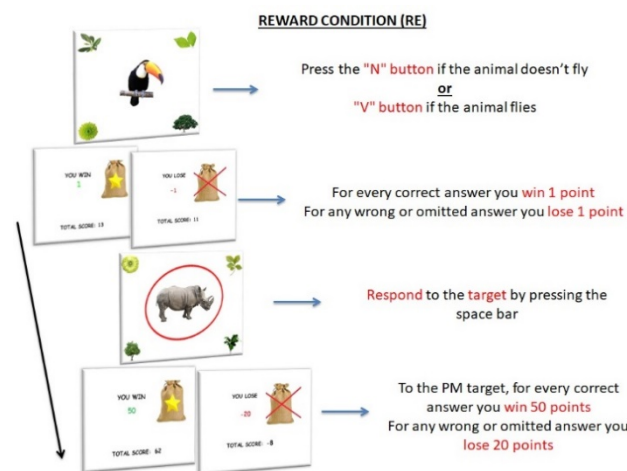 REWARD CONDITION (RE)
Press the "N" button if the animal doesn't fly
or
"V" button if the animal flies
YOU WIN
1
TOTAL SCORE: 13
YOU LOSE
-1
TOTAL SCORE: 11
For every correct answer you win 1 point
For any wrong or omitted answer you lose 1 point
Respond to the target by pressing the
space bar
YOU WIN
50
TOTAL SCORE: 62
YOU LOSE
-20
TOTAL SCORE: -8
To the PM target, for every correct
answer you win 50 points
For any wrong or omitted answer you
lose 20 points